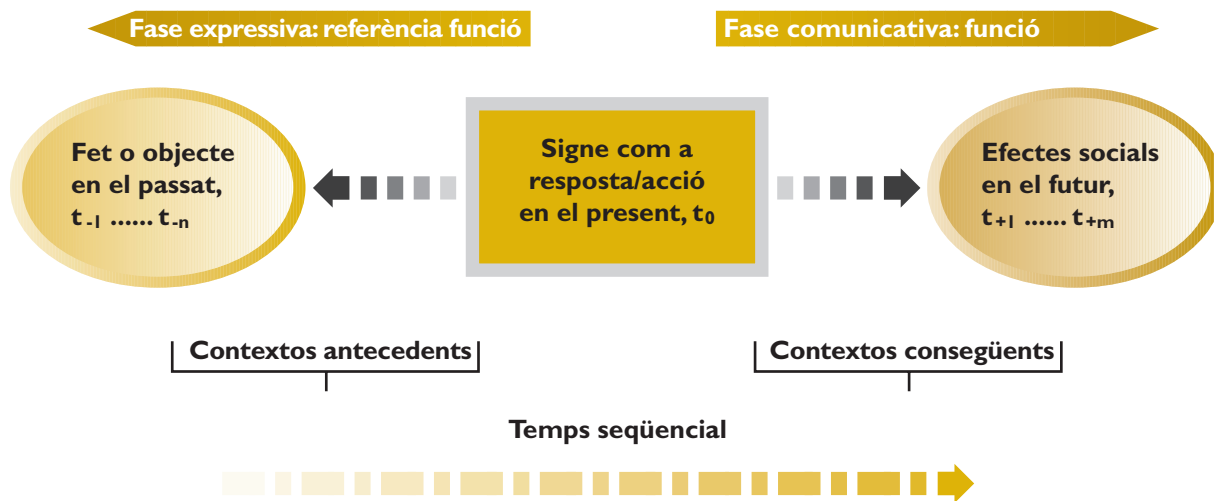 Fase expressiva: referència funció
Fase comunicativa: funció
Fet o objecte
en el passat,
t-1 ...... t-n
Signe com a
resposta/acció
en el present, t0
Efectes socials
en el futur,
t+1 ...... t+m
Contextos antecedents
Contextos consegüents
Temps seqüencial